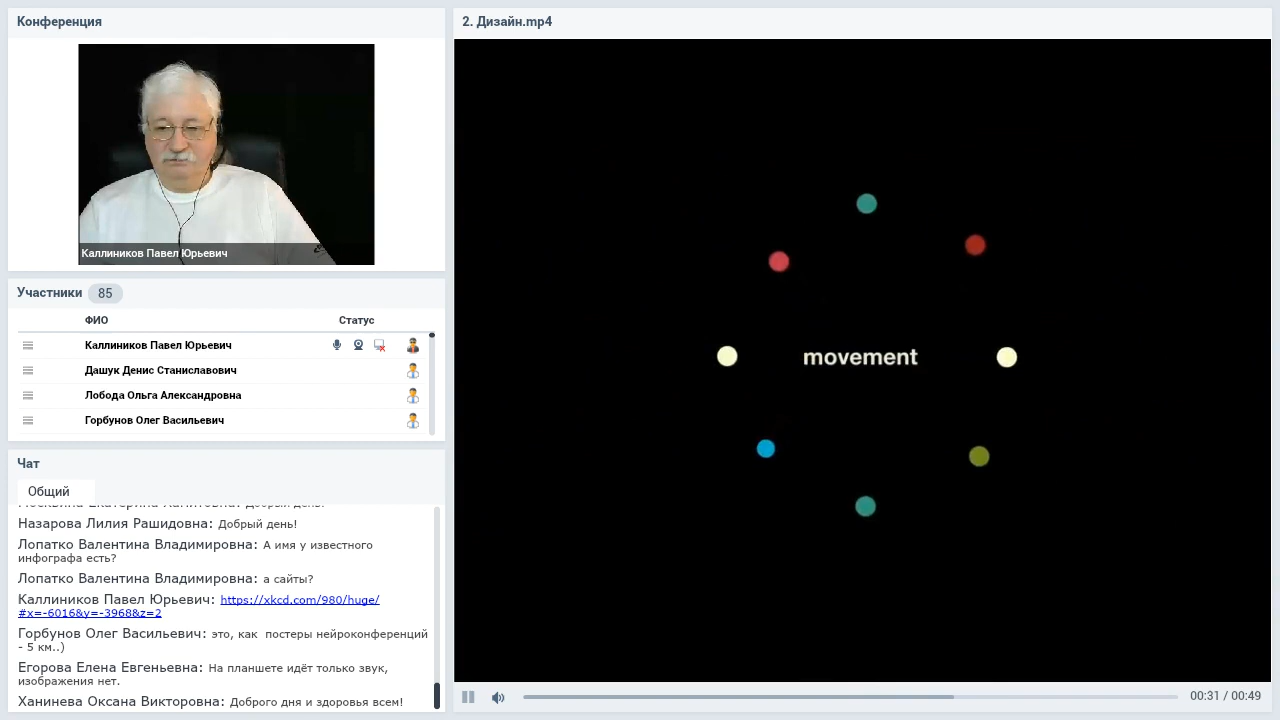 Конференция
Каллиников Павел Юрьевич
Участники 85
ФИО Статус
Каллиников Павел Юрьевич
Дашук Денис Станиславович
Лобода Ольга Александровна
Горбунов Олег Васильевич
Чат
Общий
Назарова Лилия Рашидовна: Добрый день!
Лопатко Валентина Владимировна: А имя у известного
инфографа есть?
Лопатко Валентина Владимировна: а сайты?
Каллиников Павел Юрьевич: https://xkcd.com/980/huge/
#x=-6016&y=-3968&z=2
Горбунов Олег Васильевич: это, как постеры нейроконференций
- 5 км..)
Егорова Елена Евгеньевна: На планшете идёт только звук,
изображения нет.
Ханинева Оксана Викторовна: Доброго дня и здоровья всем!
2. Дизайн.mp4
movement
00:31 / 00:49